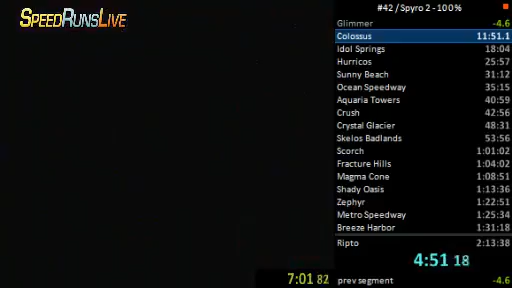 SPEEDRUNSLIVE
#42 / Spyro 2 - 100%
Glimmer -4.6
Colossus 11:51.1
Idol Springs 18:04
Hurricos 25:57
Sunny Beach 31:12
Ocean Speedway 35:15
Aquaria Towers 40:59
Crush 42:56
Crystal Glacier 48:31
Skelos Badlands 53:56
Scorch 1:01:02
Fracture Hills 1:04:02
Magma Cone 1:08:51
Shady Oasis 1:13:36
Zephyr 1:22:51
Metro Speedway 1:25:34
Breeze Harbor 1:31:18
Ripto 2:13:38
4:51 18
7:01 82
prev segment -4.6